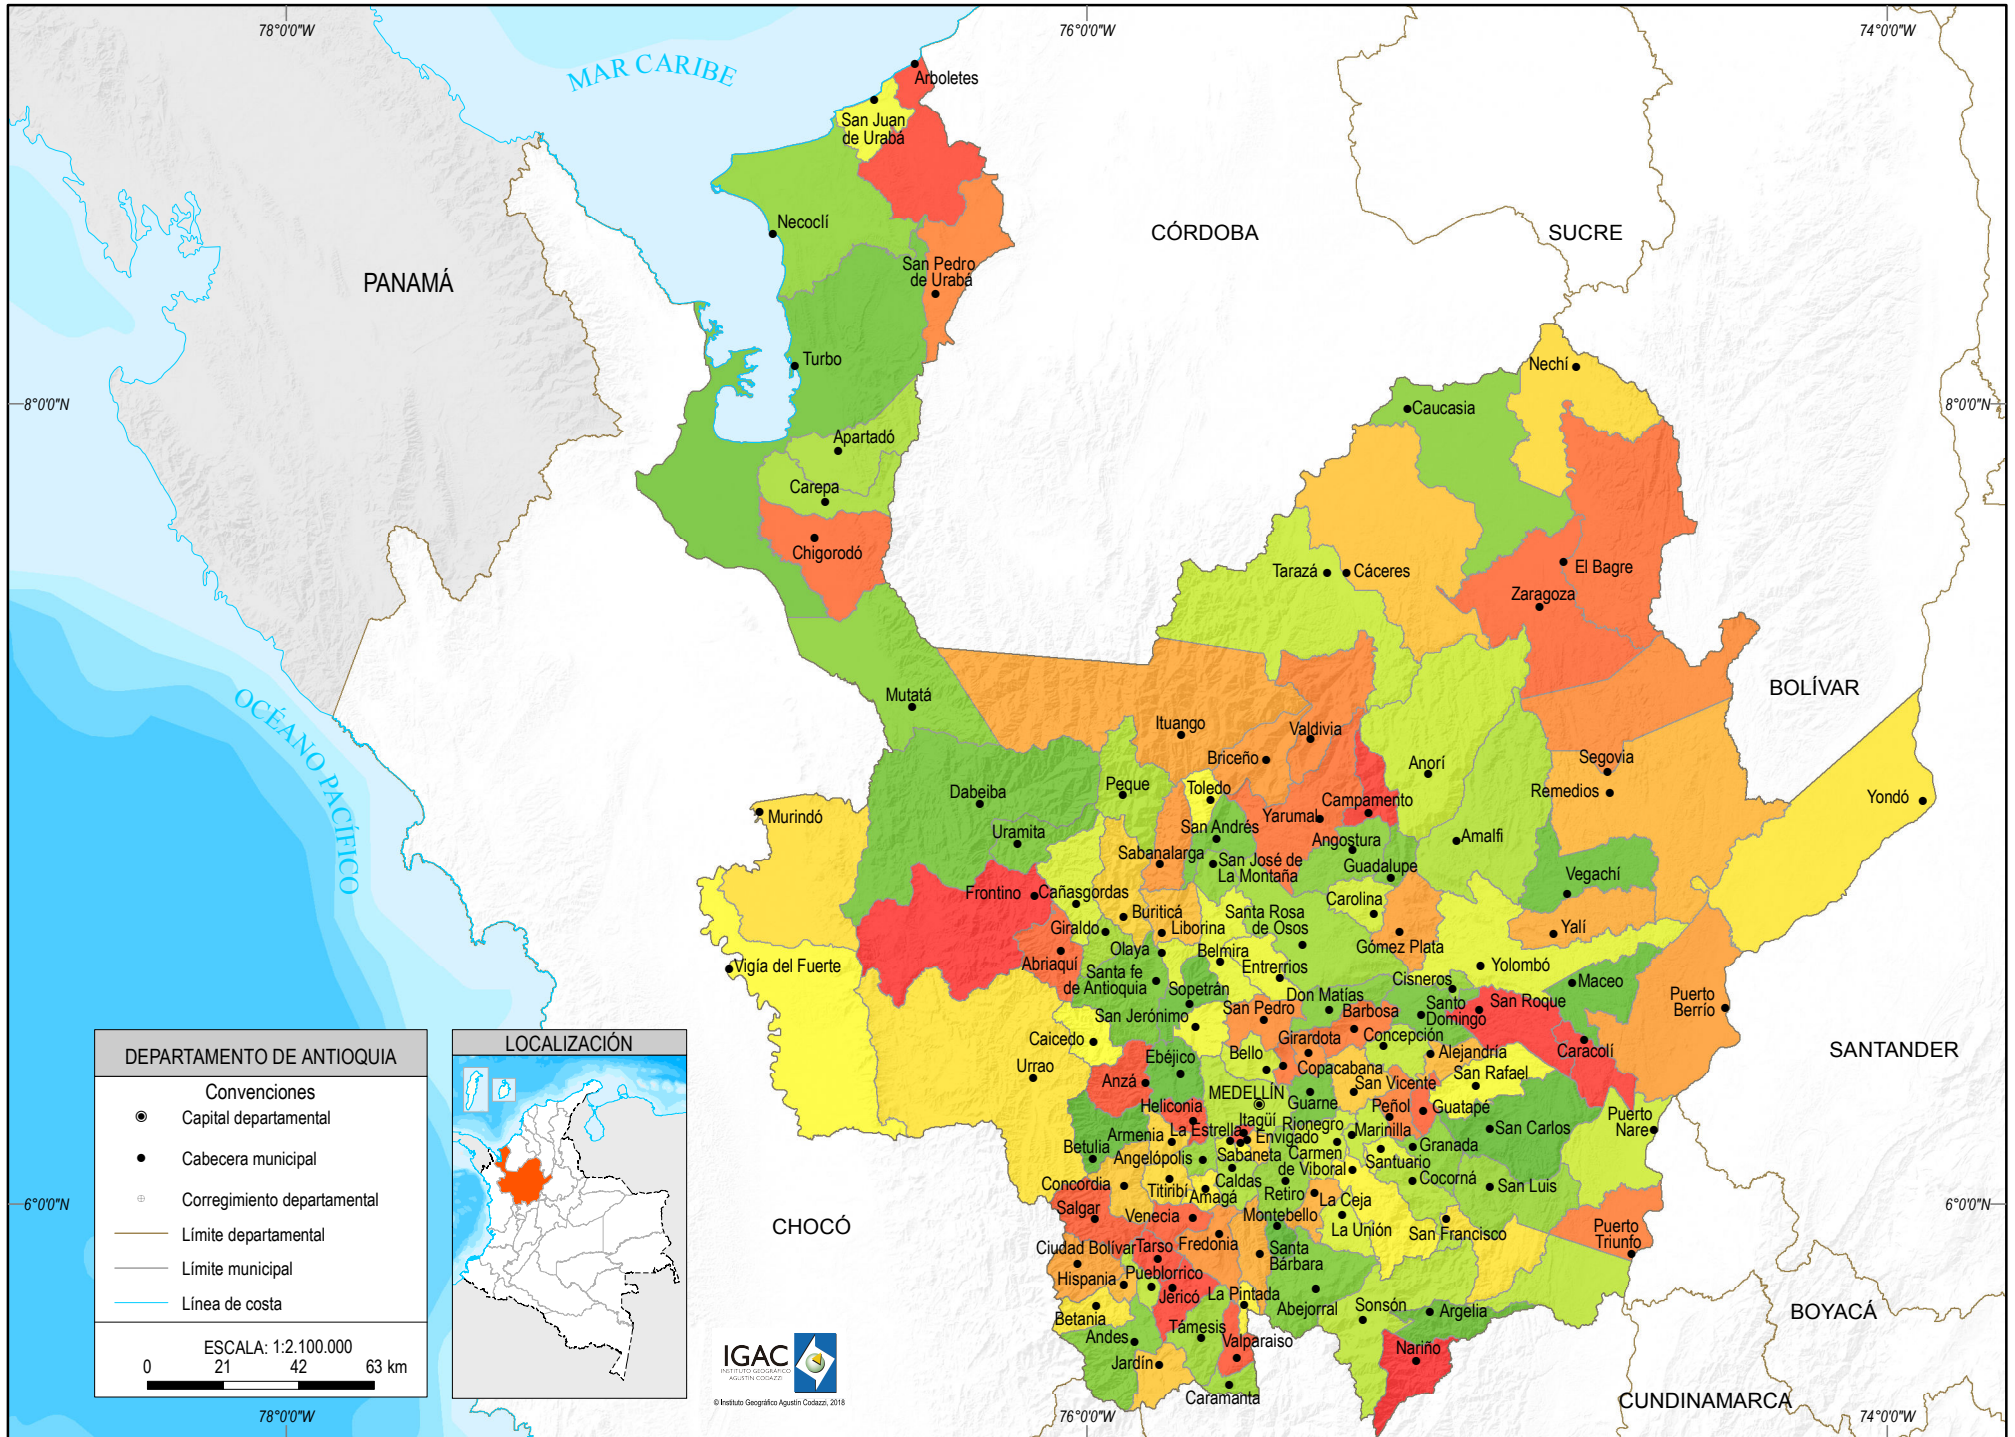 78°0'0"W
76°0'0"W
74°0'0"W
MAR CARIBE
Arboletes
San Juan
de Urabá
Necoclí
CÓRDOBA
SUCRE
PANAMÁ
San Pedro
de Urabá
Turbo
Nechí
8°0'0"N
8°0'0"N
Caucasia
Apartadó
Carepa
Chigorodó
Tarazá
Cáceres
El Bagre
Zaragoza
OCÉANO PACÍFICO
Mutatá
BOLÍVAR
Ituango
Valdivia
Briceño
Segovia
Anorí
Remedios
Yondó
Dabeiba
Peque
Toledo
Campamento
Murindó
Yarumal
Uramita
San Andrés
Angostura
Amalfi
Sabanalarga
San José de
La Montaña
Guadalupe
Vegachí
Frontino
Cañasgordas
Carolina
Buriticá
Santa Rosa
de Osos
Giraldo
Liborina
Gómez Plata
Yalí
Olaya
Belmira
Abriaquí
Vigía del Fuerte
Entrerrios
Yolombó
Santa fe
de Antioquia
Sopetrán
Cisneros
Maceo
Don Matías
San Roque
Puerto
Berrío
San Jerónimo
San Pedro
Barbosa
Santo
Domingo
Caicedo
Girardota
Concepción
Caracolí
SANTANDER
Ebéjico
Bello
Alejandría
Urrao
Copacabana
San Rafael
Anzá
MEDELLÍN
San Vicente
Heliconia
Guarne
Peñol
Guatapé
Puerto
Nare
Itagüí
Rionegro
San Carlos
Armenia
La Estrella
Envigado
Marinilla
Betulia
Granada
Angelópolis
Sabaneta
Carmen
de Viboral
Santuario
Concordia
Titiribí
Caldas
Cocorná
San Luis
Amagá
Retiro
La Ceja
Salgar
Venecia
Montebello
La Unión
San Francisco
Puerto
Triunfo
CHOCÓ
Ciudad Bolívar
Tarso
Fredonia
Santa
Bárbara
Hispania
Pueblorrico
Jericó
La Pintada
Abejorral
Betania
Sonsón
Argelia
BOYACÁ
Andes
Támesis
Valparaiso
Nariño
Jardín
Caramanta
CUNDINAMARCA
DEPARTAMENTO DE ANTIOQUIA
Convenciones
Capital departamental
Cabecera municipal
Corregimiento departamental
Límite departamental
Límite municipal
Línea de costa
ESCALA: 1:2.100.000
0 21 42 63 km
LOCALIZACIÓN
IGAC
INSTITUTO GEOGRÁFICO
AGUSTÍN CODAZZI
© Instituto Geográfico Agustín Codazzi, 2018
6°0'0"N
6°0'0"N
78°0'0"W
76°0'0"W
74°0'0"W